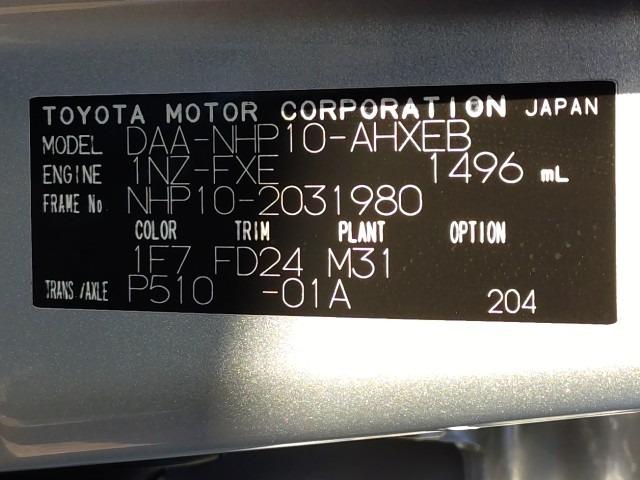 TOYOTA MOTOR CORPORATION JAPAN
MODEL DAA-NHP10-AHXEB
ENGINE 1NZ-FXE 1496 mL
FRAME No. NHP10-2031980
COLOR TRIM PLANT OPTION
1F7 FD24 M31
TRANS/AXLE P510 -01A 204